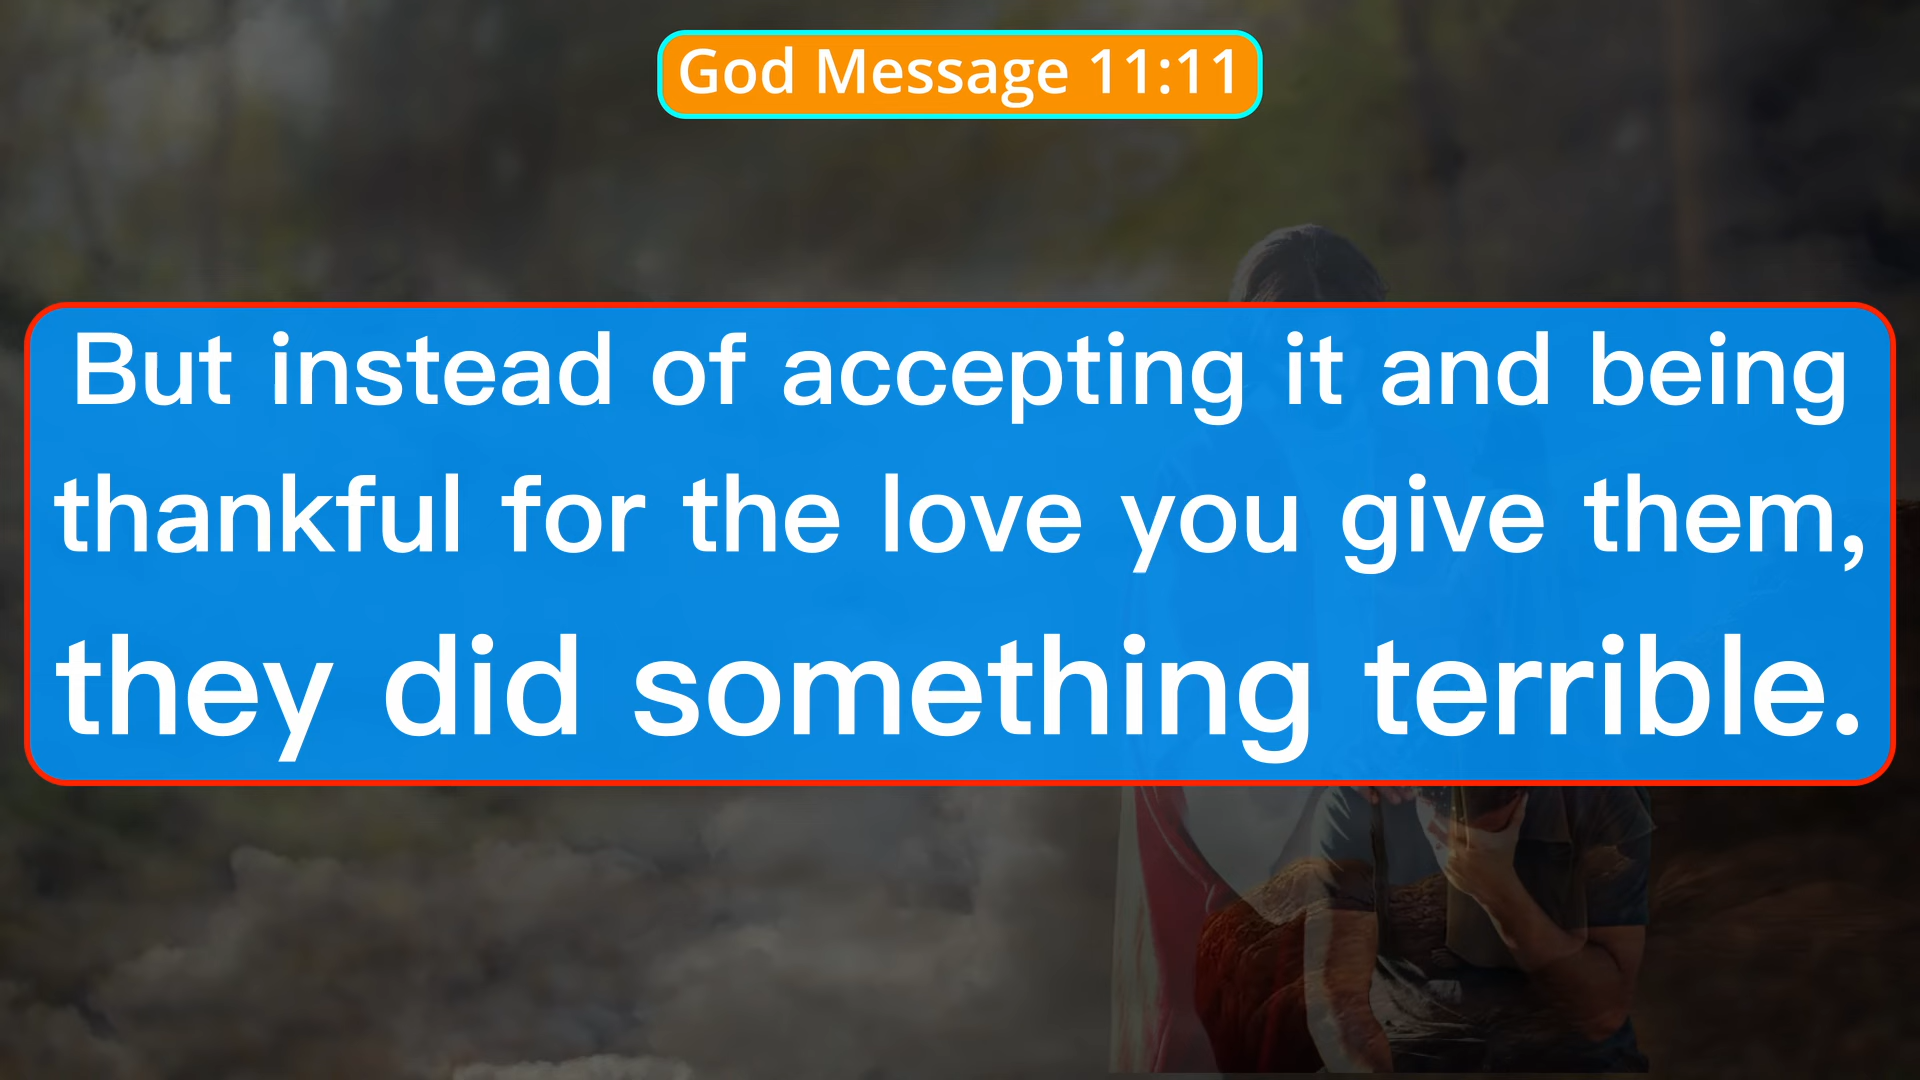 God Message 11:11
But instead of accepting it and being
thankful for the love you give them,
they did something terrible.